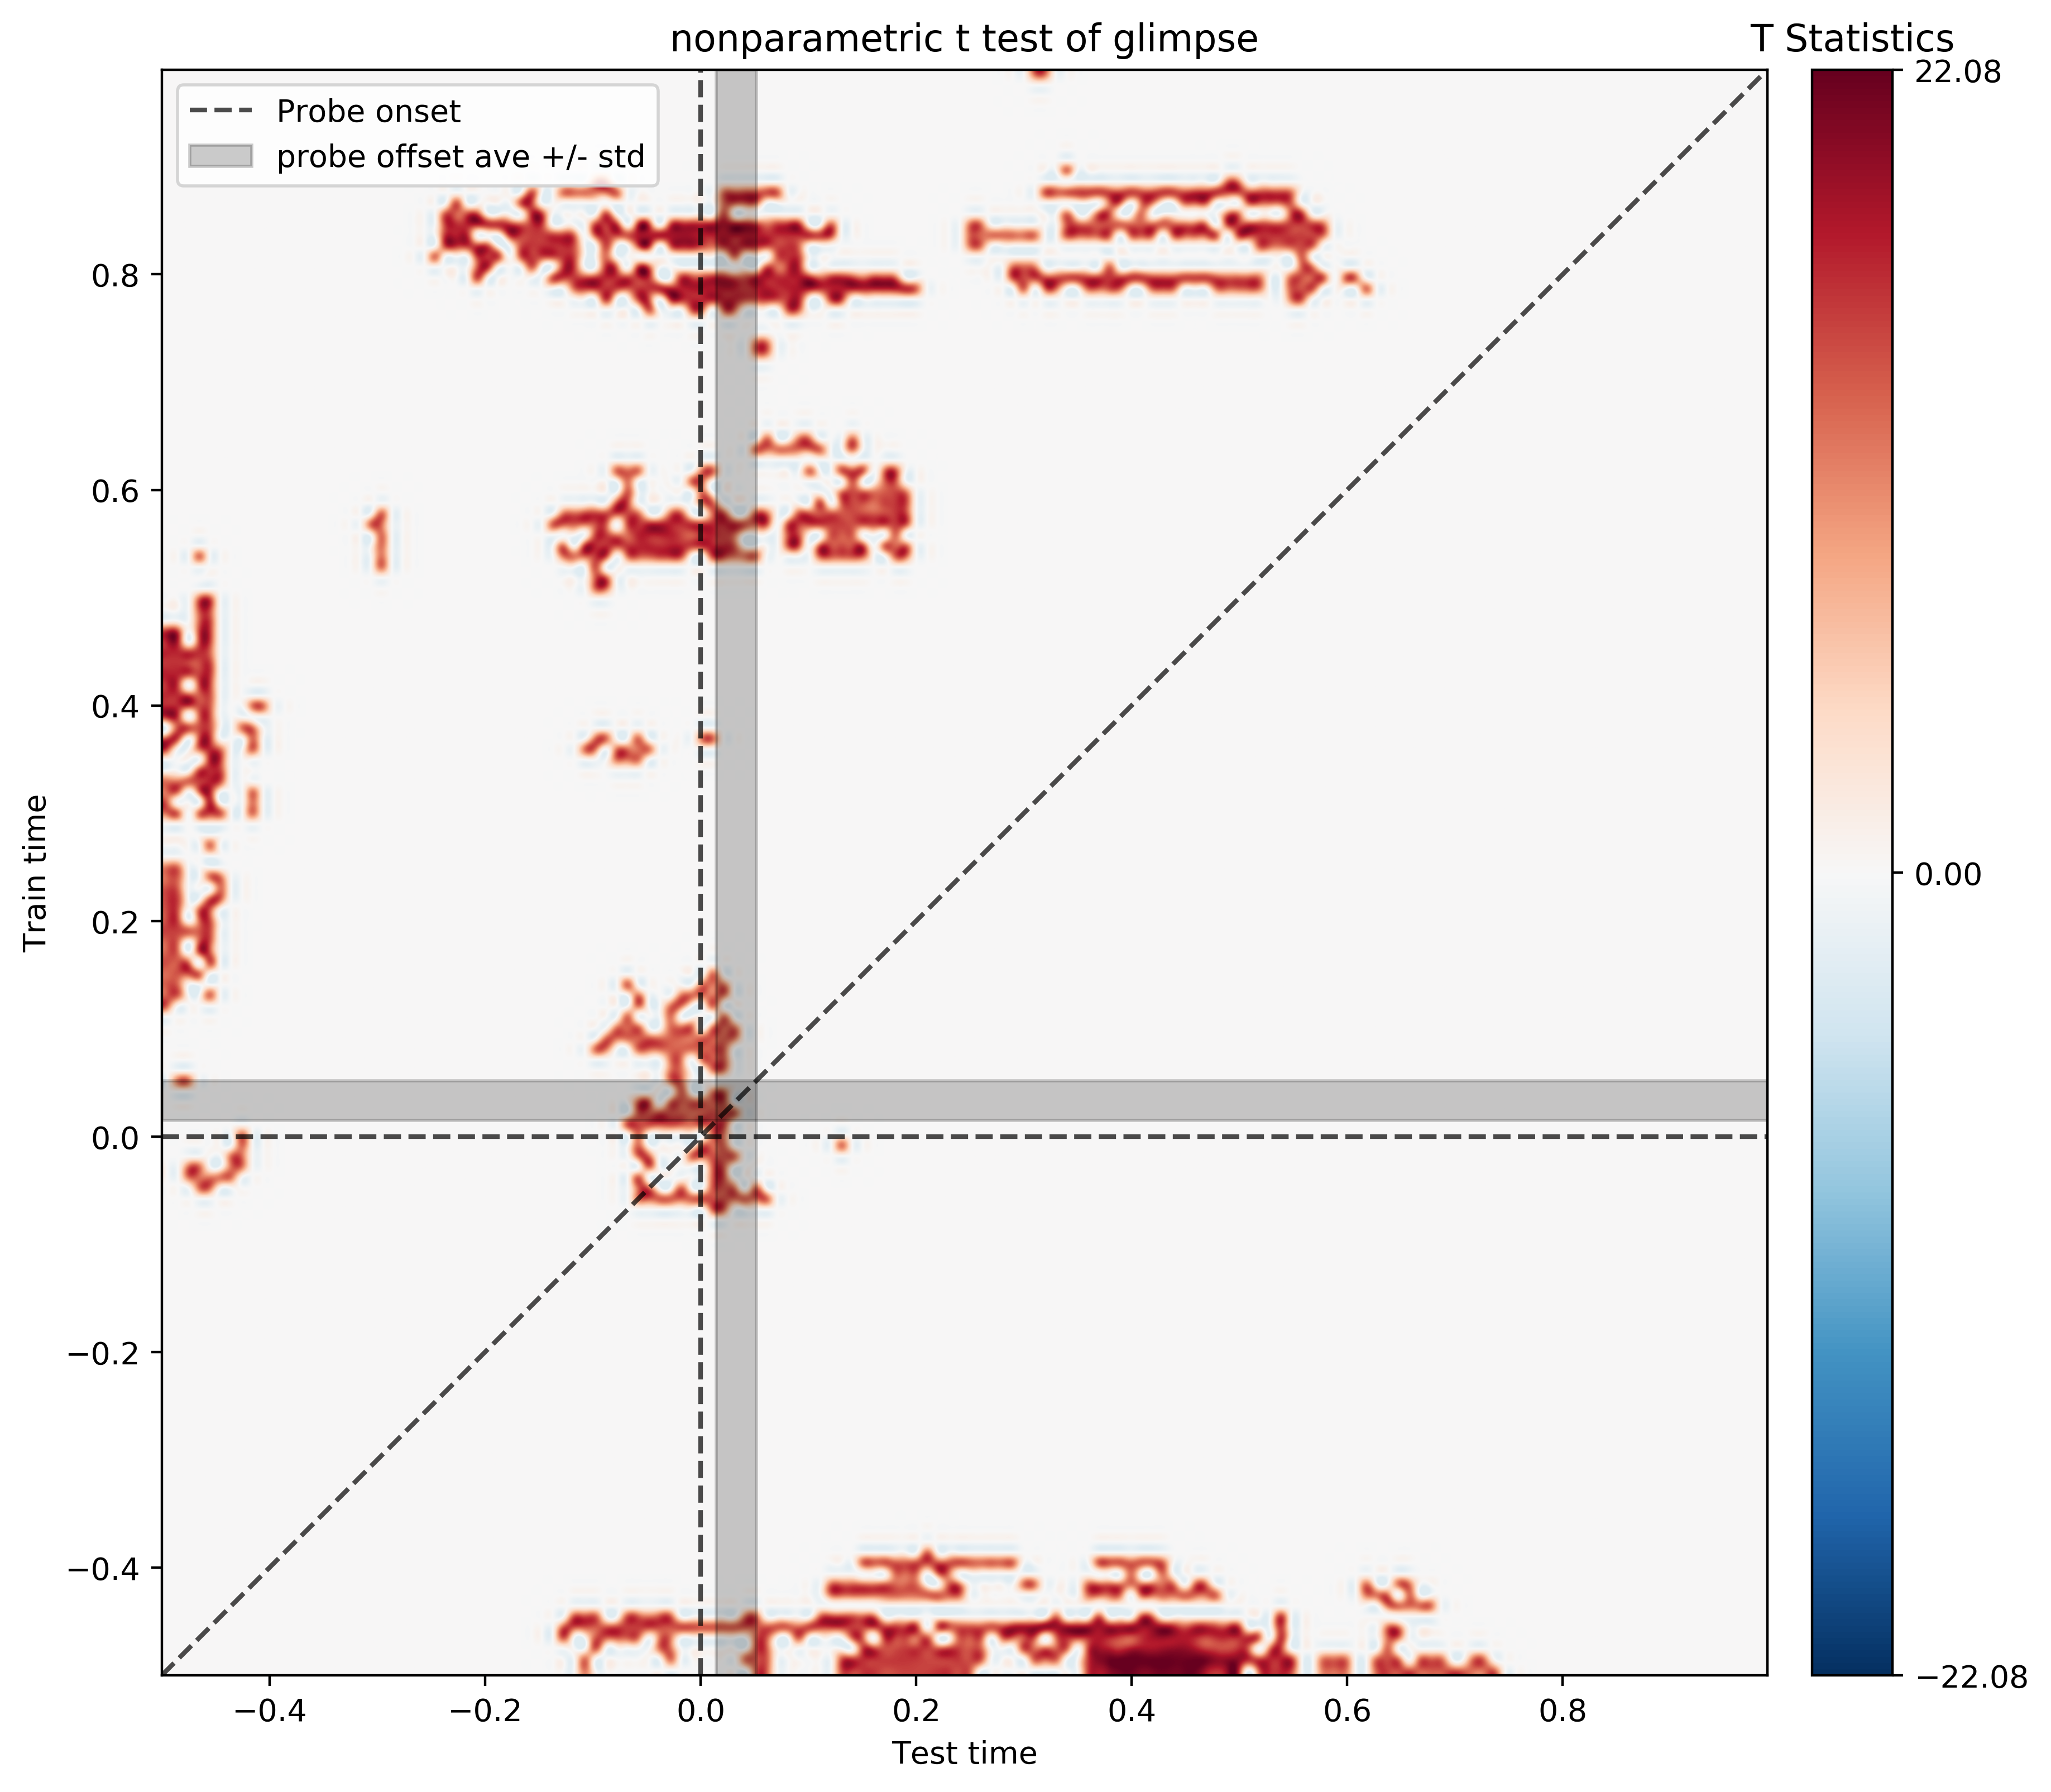 nonparametric t test of glimpse
T Statistics
Probe onset
probe offset ave +/- std
22.08
0.00
−22.08
0.8
0.6
0.4
0.2
0.0
−0.2
−0.4
Train time
−0.4
−0.2
0.0
0.2
0.4
0.6
0.8
Test time